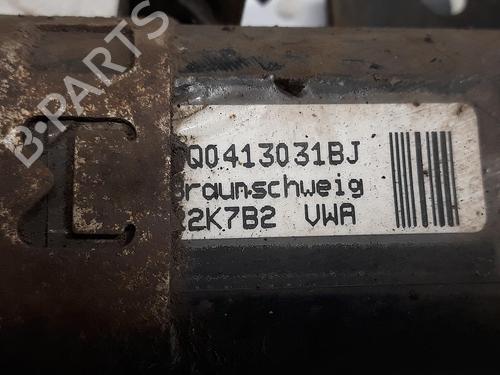 B-PARTS
Q0413031BJ
Braunschweig
2K7B2 VWA